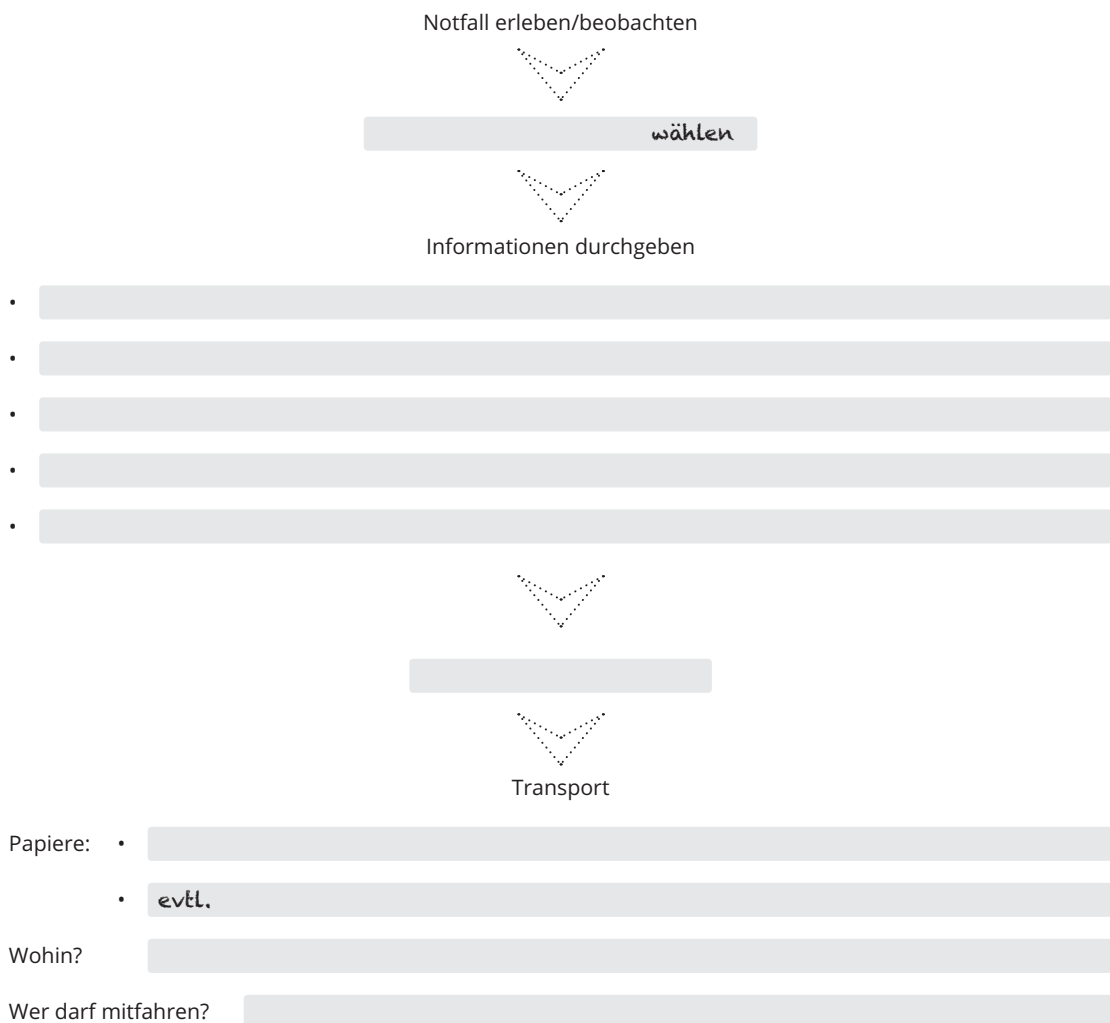 Notfall erleben/beobachten
wählen
Informationen durchgeben
•
•
•
•
•
Transport
Papiere: •
• evtl.
Wohin?
Wer darf mitfahren?